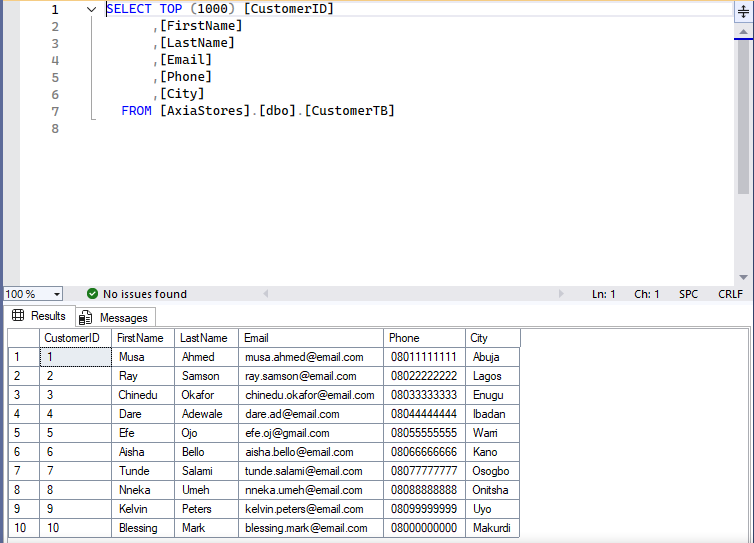 1 SELECT TOP (1000) [CustomerID]
2 ,[FirstName]
3 ,[LastName]
4 ,[Email]
5 ,[Phone]
6 ,[City]
7 FROM [AxiaStores].[dbo].[CustomerTB]
8
100 % No issues found Ln: 1 Ch: 1 SPC CRLF
Results Messages
CustomerID FirstName LastName Email Phone City
1 1 Musa Ahmed musa.ahmed@email.com 08011111111 Abuja
2 2 Ray Samson ray.samson@email.com 08022222222 Lagos
3 3 Chinedu Okafor chinedu.okafor@email.com 08033333333 Enugu
4 4 Dare Adewale dare.ad@email.com 08044444444 Ibadan
5 5 Efe Ojo efe.oj@gmail.com 08055555555 Warri
6 6 Aisha Bello aisha.bello@email.com 08066666666 Kano
7 7 Tunde Salami tunde.salami@email.com 08077777777 Osogbo
8 8 Nneka Umeh nneka.umeh@email.com 08088888888 Onitsha
9 9 Kelvin Peters kelvin.peters@email.com 08099999999 Uyo
10 10 Blessing Mark blessing.mark@email.com 08000000000 Makurdi